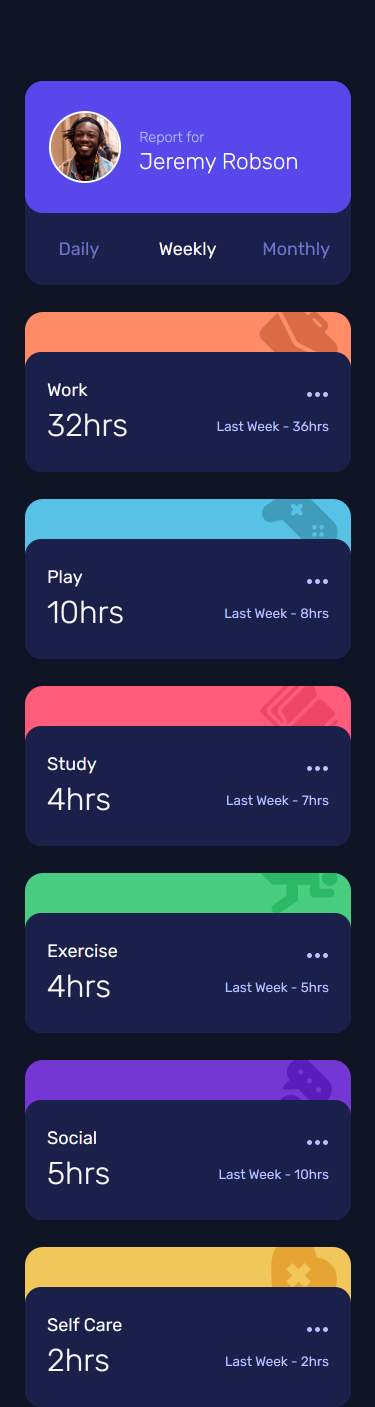 Report for
Jeremy Robson
Daily Weekly Monthly
Work
32hrs
Last Week - 36hrs
Play
10hrs
Last Week - 8hrs
Study
4hrs
Last Week - 7hrs
Exercise
4hrs
Last Week - 5hrs
Social
5hrs
Last Week - 10hrs
Self Care
2hrs
Last Week - 2hrs